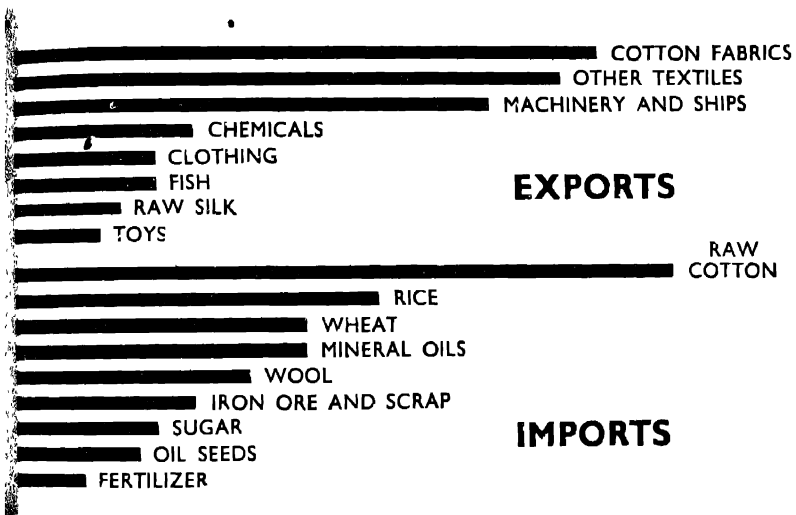 COTTON FABRICS
OTHER TEXTILES
MACHINERY AND SHIPS
CHEMICALS
CLOTHING
FISH
EXPORTS
RAW SILK
TOYS
RAW
COTTON
RICE
WHEAT
MINERAL OILS
WOOL
IRON ORE AND SCRAP
SUGAR
IMPORTS
OIL SEEDS
FERTILIZER